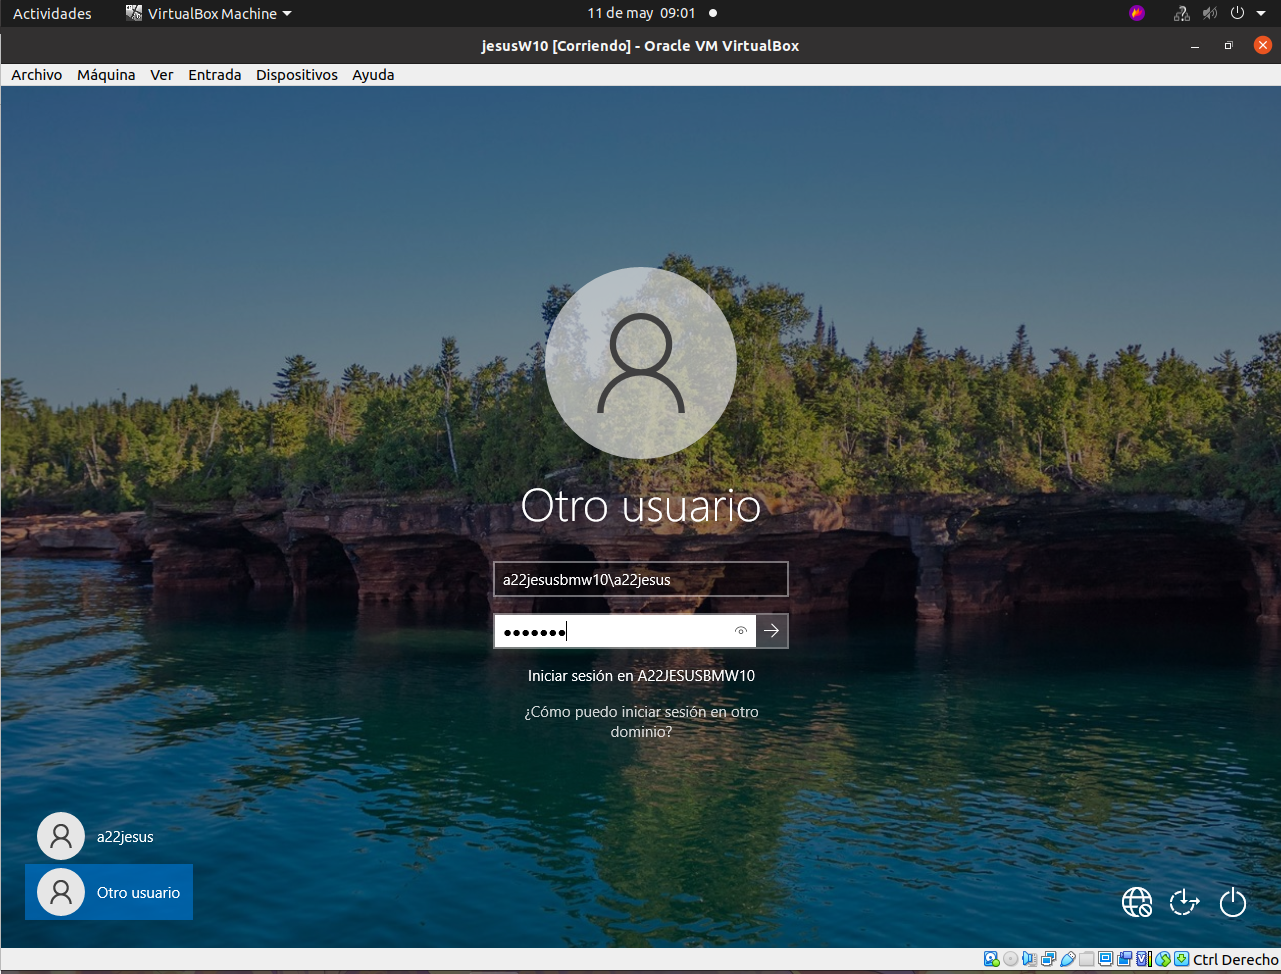 Actividades VirtualBox Machine 11 de may 09:01
jesusW10 [Corriendo] - Oracle VM VirtualBox
Archivo Máquina Ver Entrada Dispositivos Ayuda
Otro usuario
a22jesusbmw10\a22jesus
Iniciar sesión en A22JESUSBMW10
¿Cómo puedo iniciar sesión en otro
dominio?
a22jesus
Otro usuario
Ctrl Derecho